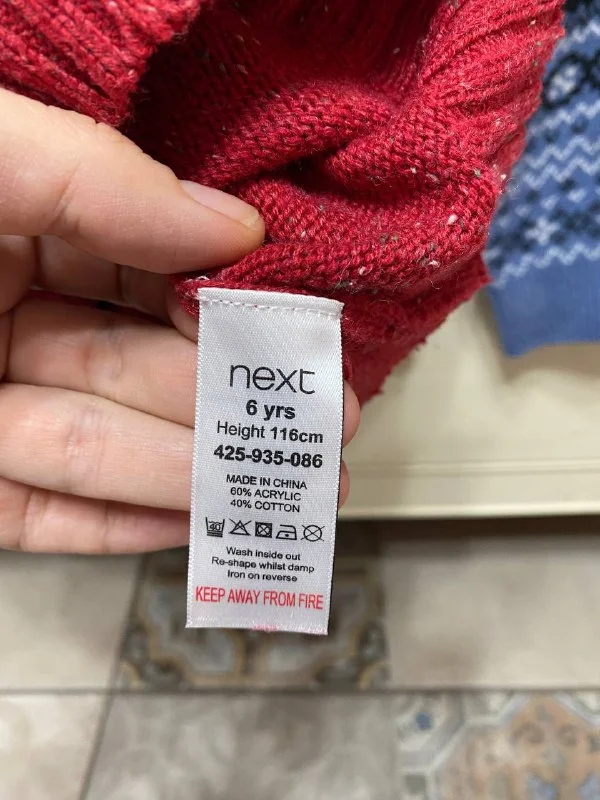 next
6 yrs
Height 116cm
425-935-086
MADE IN CHINA
60% ACRYLIC
40% COTTON
40
Wash inside out
Re-shape whilst damp
Iron on reverse
KEEP AWAY FROM FIRE